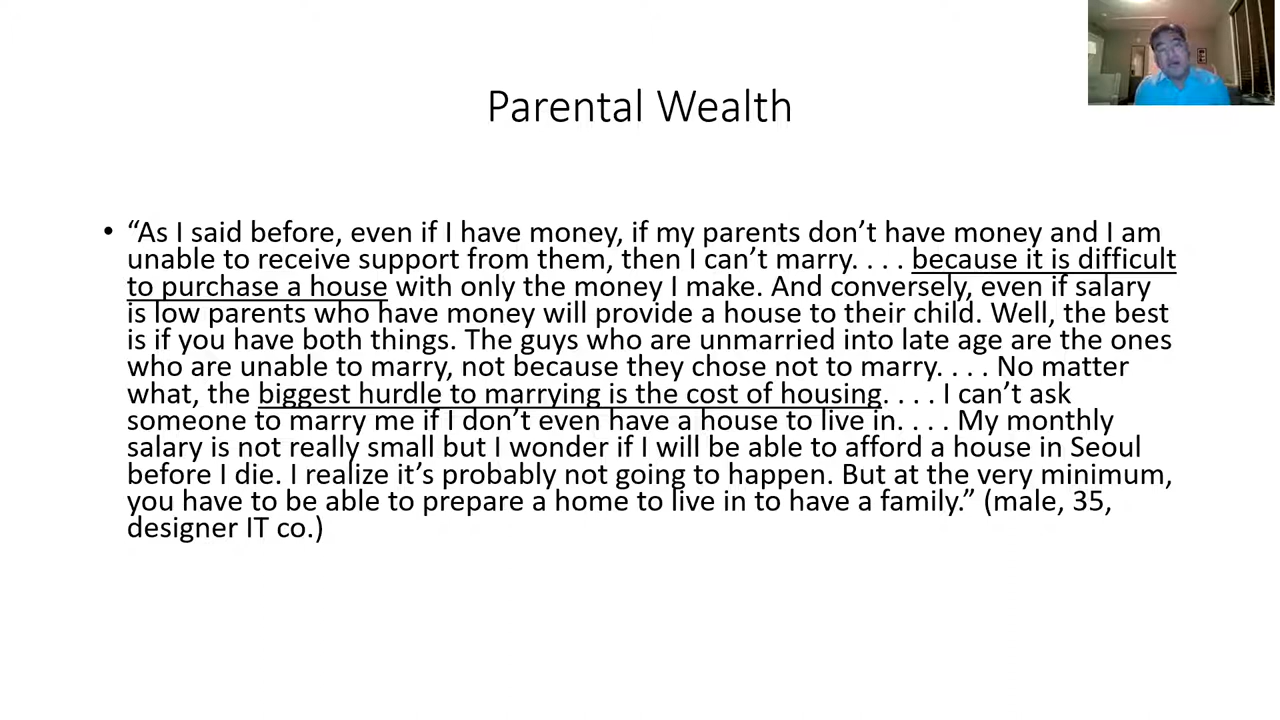 Parental Wealth
• “As I said before, even if I have money, if my parents don’t have money and I am
unable to receive support from them, then I can’t marry. . . . because it is difficult
to purchase a house with only the money I make. And conversely, even if salary
is low parents who have money will provide a house to their child. Well, the best
is if you have both things. The guys who are unmarried into late age are the ones
who are unable to marry, not because they chose not to marry. . . . No matter
what, the biggest hurdle to marrying is the cost of housing. . . . I can’t ask
someone to marry me if I don’t even have a house to live in. . . . My monthly
salary is not really small but I wonder if I will be able to afford a house in Seoul
before I die. I realize it’s probably not going to happen. But at the very minimum,
you have to be able to prepare a home to live in to have a family.” (male, 35,
designer IT co.)